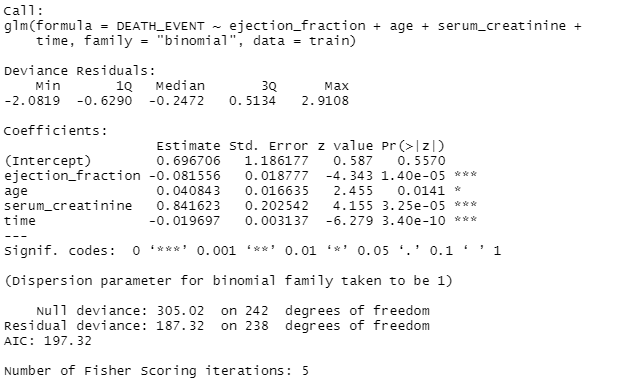 Call:
glm(formula = DEATH_EVENT ~ ejection_fraction + age + serum_creatinine +
    time, family = "binomial", data = train)

Deviance Residuals:
    Min      1Q  Median      3Q     Max
-2.0819 -0.6290 -0.2472  0.5134  2.9108

Coefficients:
                   Estimate Std. Error z value Pr(>|z|)
(Intercept)        0.696706   1.186177   0.587   0.5570
ejection_fraction -0.081556   0.018777  -4.343 1.40e-05 ***
age                0.040843   0.016635   2.455   0.0141 *
serum_creatinine   0.841623   0.202542   4.155 3.25e-05 ***
time              -0.019697   0.003137  -6.279 3.40e-10 ***
---
Signif. codes:  0 ‘***’ 0.001 ‘**’ 0.01 ‘*’ 0.05 ‘.’ 0.1 ‘ ’ 1

(Dispersion parameter for binomial family taken to be 1)

    Null deviance: 305.02  on 242  degrees of freedom
Residual deviance: 187.32  on 238  degrees of freedom
AIC: 197.32

Number of Fisher Scoring iterations: 5